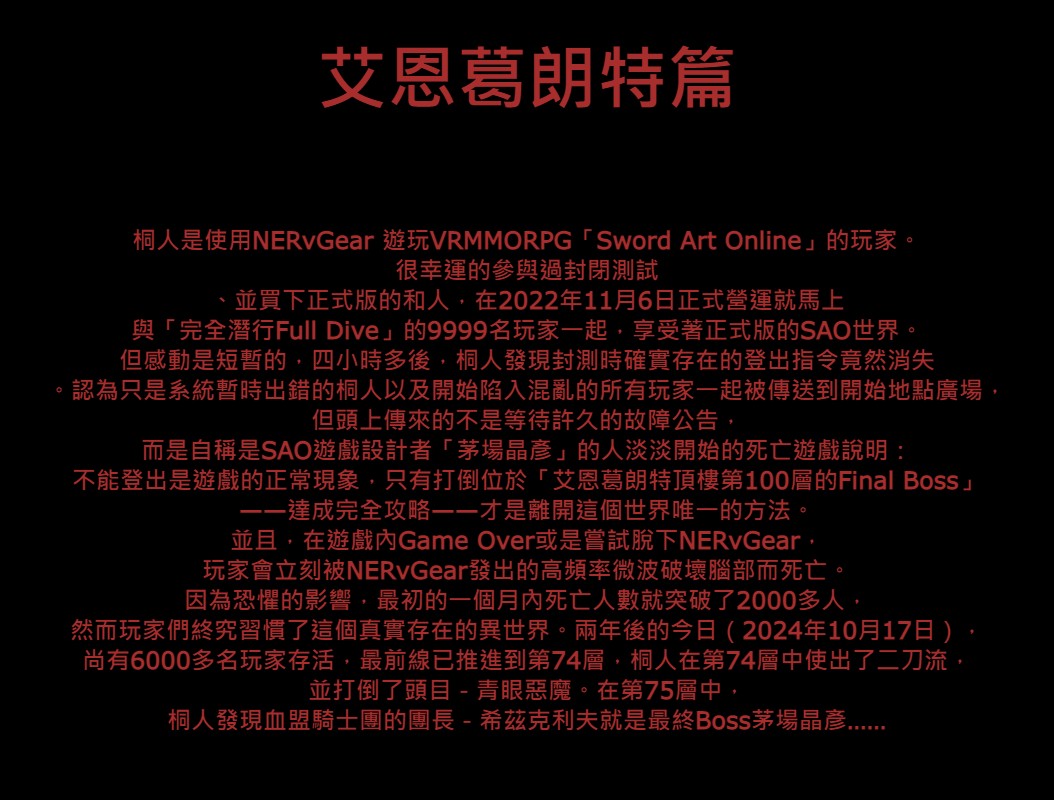 艾恩葛朗特篇
桐人是使用NERvGear 遊玩VRMMORPG「Sword Art Online」的玩家。
很幸運的參與過封閉測試
、並買下正式版的和人，在2022年11月6日正式營運就馬上
與「完全潛行Full Dive」的9999名玩家一起，享受著正式版的SAO世界。
但感動是短暫的，四小時多後，桐人發現封測時確實存在的登出指令竟然消失
。認為只是系統暫時出錯的桐人以及開始陷入混亂的所有玩家一起被傳送到開始地點廣場，
但頭上傳來的不是等待許久的故障公告，
而是自稱是SAO遊戲設計者「茅場晶彥」的人淡淡開始的死亡遊戲說明：
不能登出是遊戲的正常現象，只有打倒位於「艾恩葛朗特頂樓第100層的Final Boss」
——達成完全攻略——才是離開這個世界唯一的方法。
並且，在遊戲內Game Over或是嘗試脫下NERvGear，
玩家會立刻被NERvGear發出的高頻率微波破壞腦部而死亡。
因為恐懼的影響，最初的一個月內死亡人數就突破了2000多人，
然而玩家們終究習慣了這個真實存在的異世界。兩年後的今日（2024年10月17日），
尚有6000多名玩家存活，最前線已推進到第74層，桐人在第74層中使出了二刀流，
並打倒了頭目－青眼惡魔。在第75層中，
桐人發現血盟騎士團的團長－希茲克利夫就是最終Boss茅場晶彥......